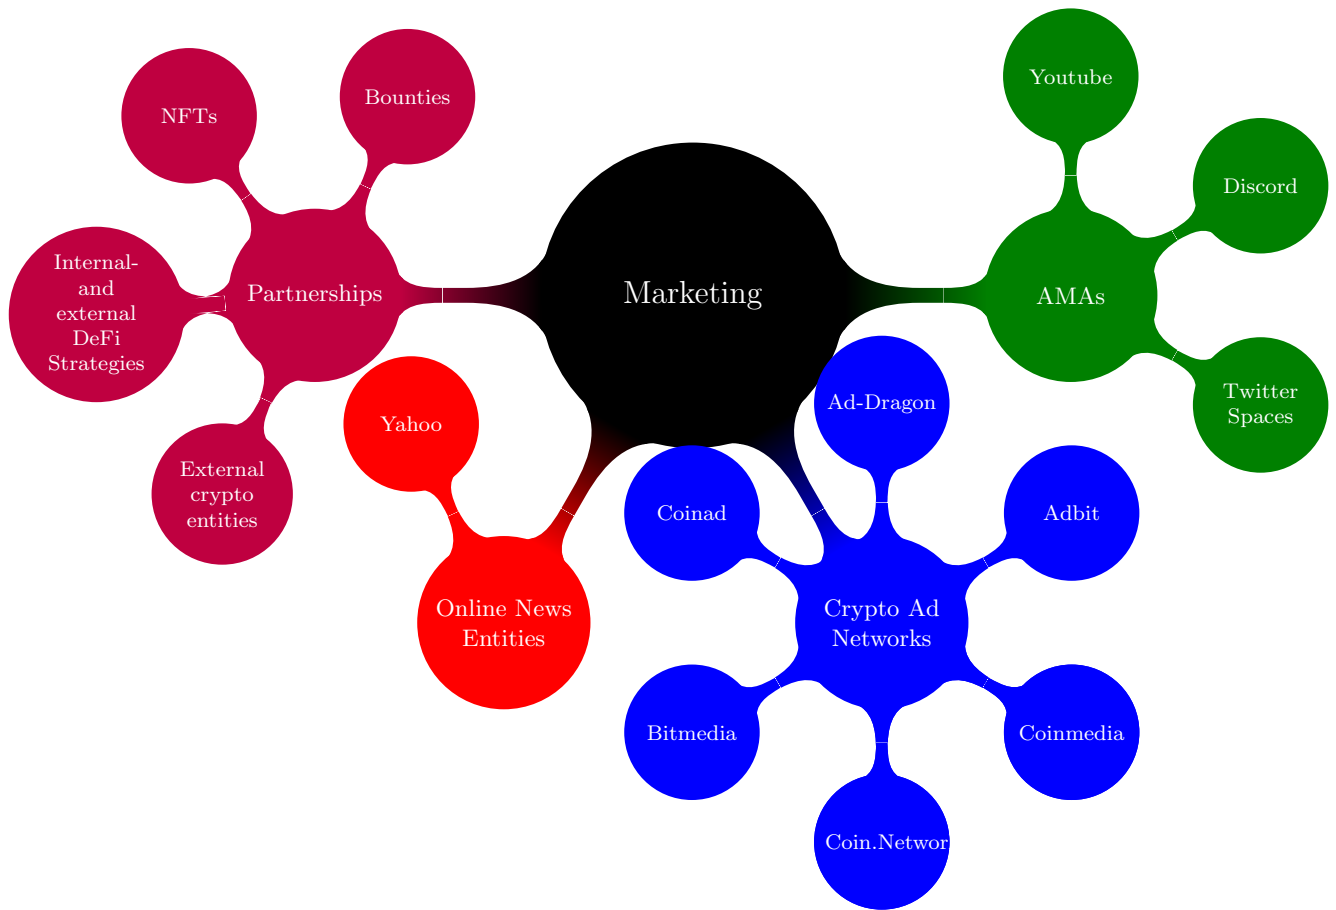 Youtube
Bounties
NFTs
Discord
Internal-
and
external
DeFi
Strategies
Partnerships
Marketing
AMAs
Twitter
Spaces
Ad-Dragon
Yahoo
External
crypto
entities
Coinad
Adbit
Online News
Entities
Crypto Ad
Networks
Bitmedia
Coinmedia
Coin.Networ